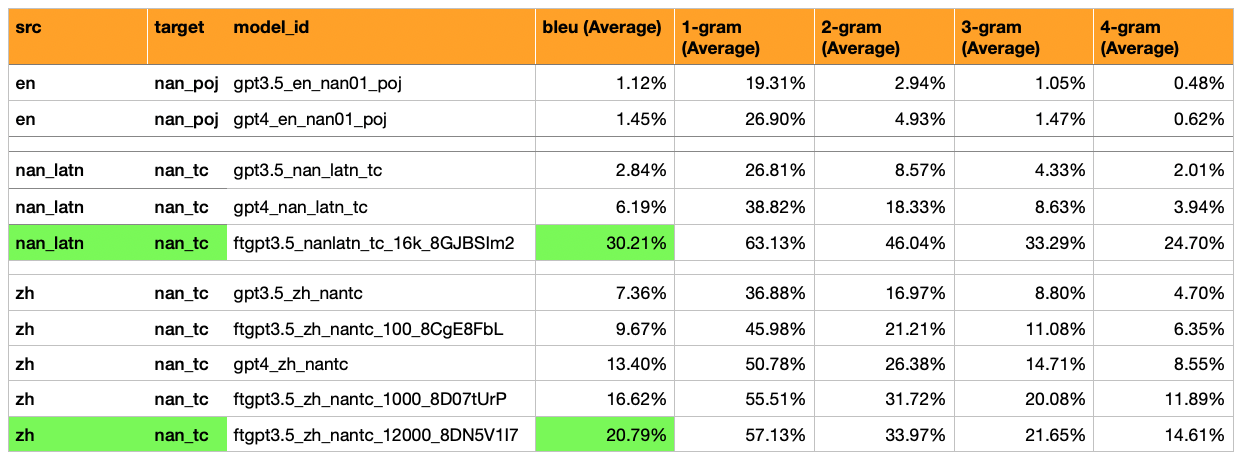 src target model_id bleu (Average) 1-gram (Average) 2-gram (Average) 3-gram (Average) 4-gram (Average)
en nan_poj gpt3.5_en_nan01_poj 1.12% 19.31% 2.94% 1.05% 0.48%
en nan_poj gpt4_en_nan01_poj 1.45% 26.90% 4.93% 1.47% 0.62%
nan_latn nan_tc gpt3.5_nan_latn_tc 2.84% 26.81% 8.57% 4.33% 2.01%
nan_latn nan_tc gpt4_nan_latn_tc 6.19% 38.82% 18.33% 8.63% 3.94%
nan_latn nan_tc ftgpt3.5_nanlatn_tc_16k_8GJBSIm2 30.21% 63.13% 46.04% 33.29% 24.70%
zh nan_tc gpt3.5_zh_nantc 7.36% 36.88% 16.97% 8.80% 4.70%
zh nan_tc ftgpt3.5_zh_nantc_100_8CgE8FbL 9.67% 45.98% 21.21% 11.08% 6.35%
zh nan_tc gpt4_zh_nantc 13.40% 50.78% 26.38% 14.71% 8.55%
zh nan_tc ftgpt3.5_zh_nantc_1000_8D07tUrP 16.62% 55.51% 31.72% 20.08% 11.89%
zh nan_tc ftgpt3.5_zh_nantc_12000_8DN5V1I7 20.79% 57.13% 33.97% 21.65% 14.61%